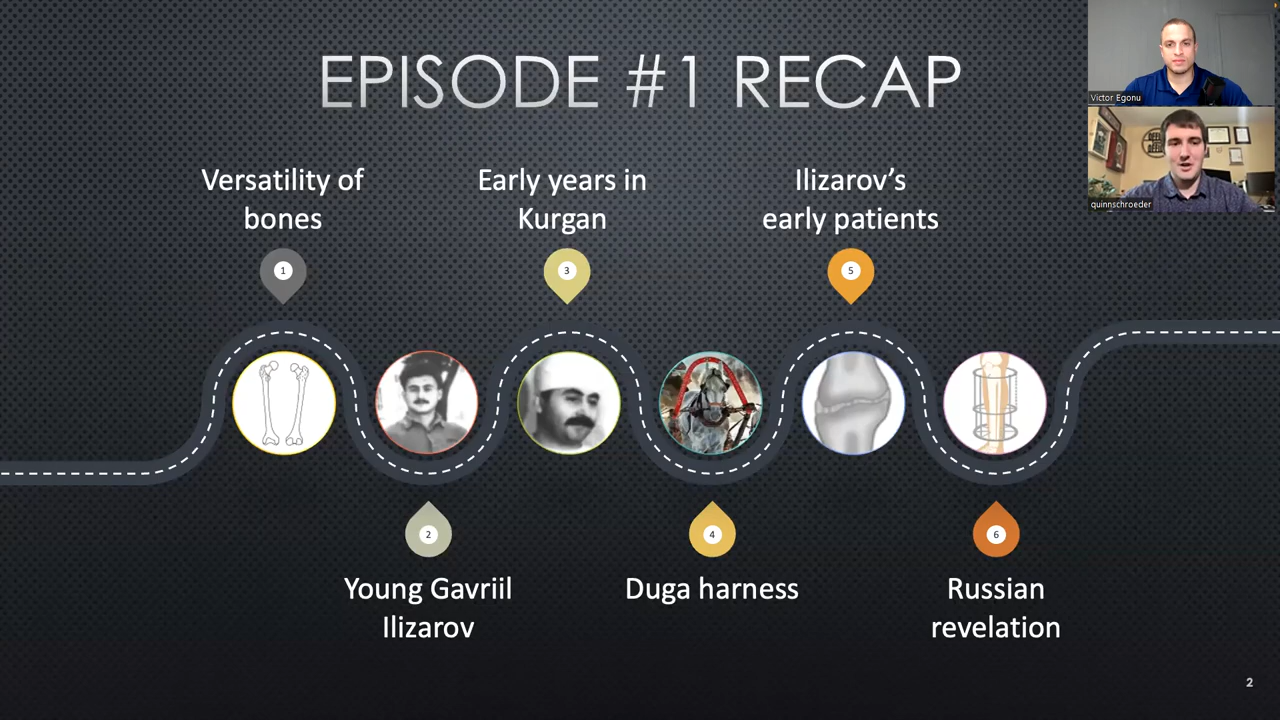 EPISODE #1 RECAP
Victor Egonu
quinnschroeder
Versatility of
bones
Early years in
Kurgan
Ilizarov's
early patients
1
3
5
2
4
6
Young Gavriil
Ilizarov
Duga harness
Russian
revelation
2